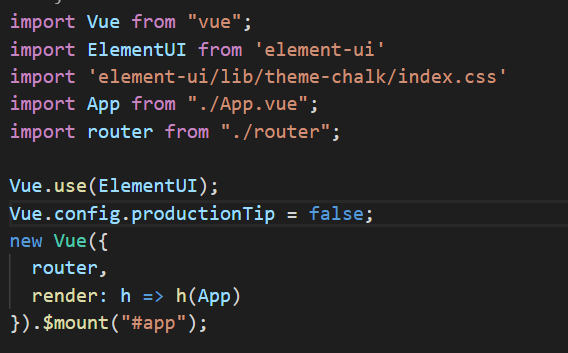 import Vue from "vue";
import ElementUI from 'element-ui'
import 'element-ui/lib/theme-chalk/index.css'
import App from "./App.vue";
import router from "./router";
Vue.use(ElementUI);
Vue.config.productionTip = false;
new Vue({
  router,
  render: h => h(App)
}).$mount("#app");